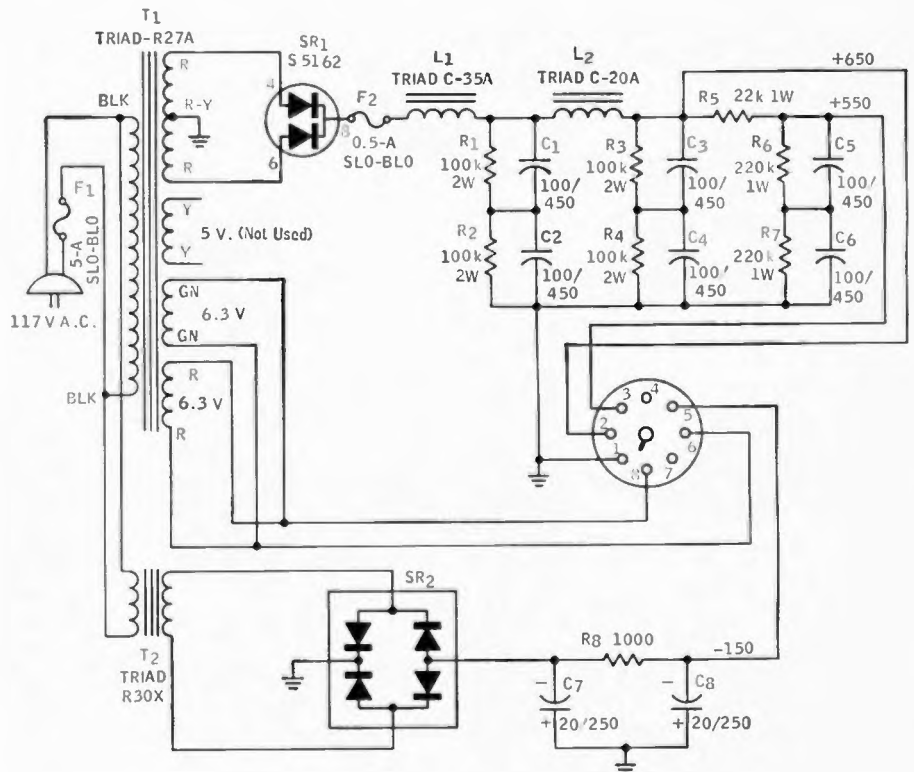 T1
TRIAD-R27A
R
R-Y
R
BLK
F1
5-A
SLO-BLO
117 V A.C.
BLK
Y
5 V. (Not Used)
Y
GN
6.3 V
GN
R
6.3 V
R
SR1
S 5162
4
8
6
F2
0.5-A
SLO-BLO
L1
TRIAD C-35A
L2
TRIAD C-20A
+650
R5
22k 1W
+550
R1
100k
2W
C1
100/
450
R3
100k
2W
C3
100/
450
R6
220k
1W
C5
100/
450
R2
100k
2W
C2
100/
450
R4
100k
2W
C4
100/
450
R7
220k
1W
C6
100/
450
1
2
3
4
5
6
7
8
T2
TRIAD
R30X
SR2
R8 1000
-150
-
C7
+ 20/250
-
C8
+ 20/250